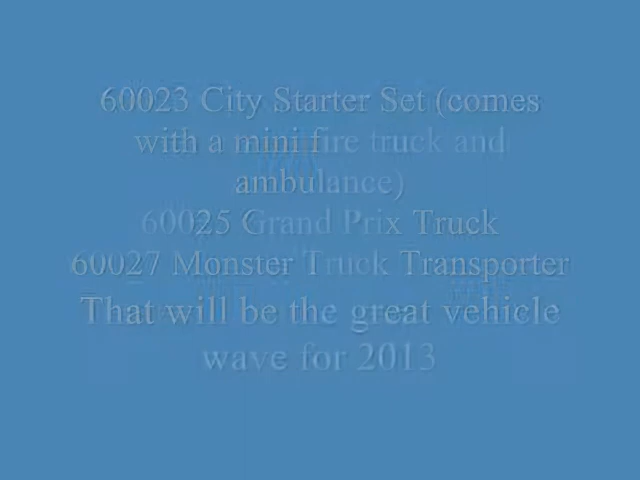 60023 City Starter Set (comes
with a mini fire truck and
ambulance)
60025 Grand Prix Truck
60027 Monster Truck Transporter
That will be the great vehicle
wave for 2013